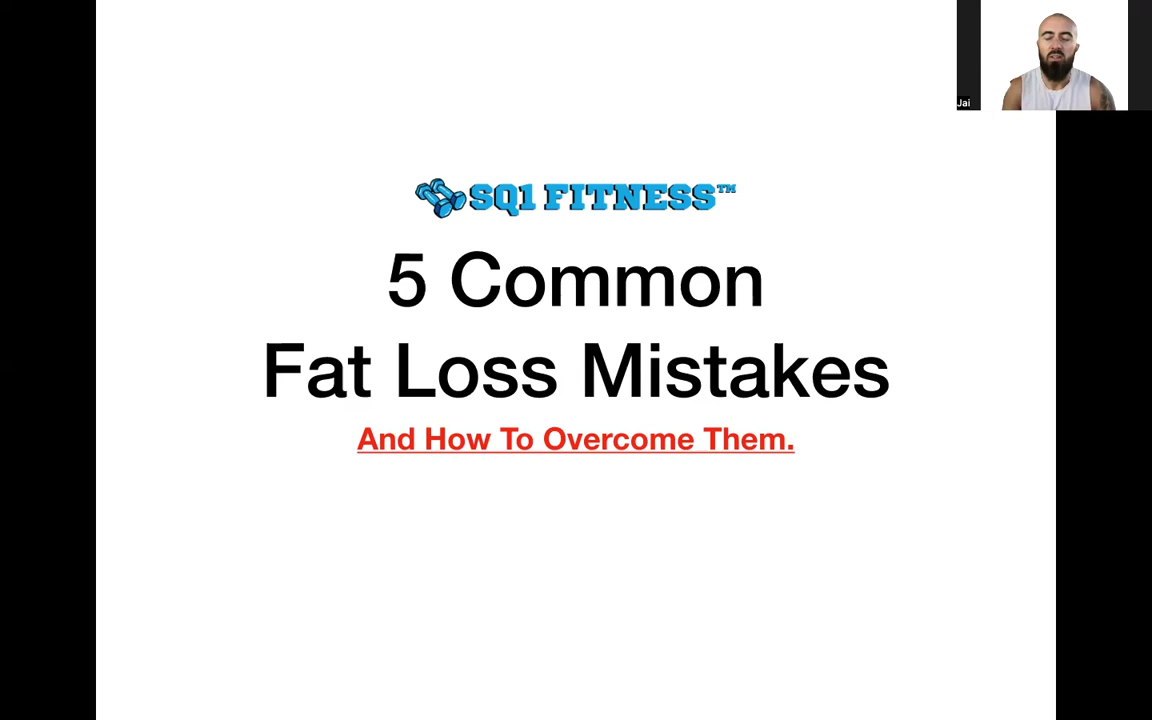 Jai
SQ1 FITNESS™
5 Common
Fat Loss Mistakes
And How To Overcome Them.